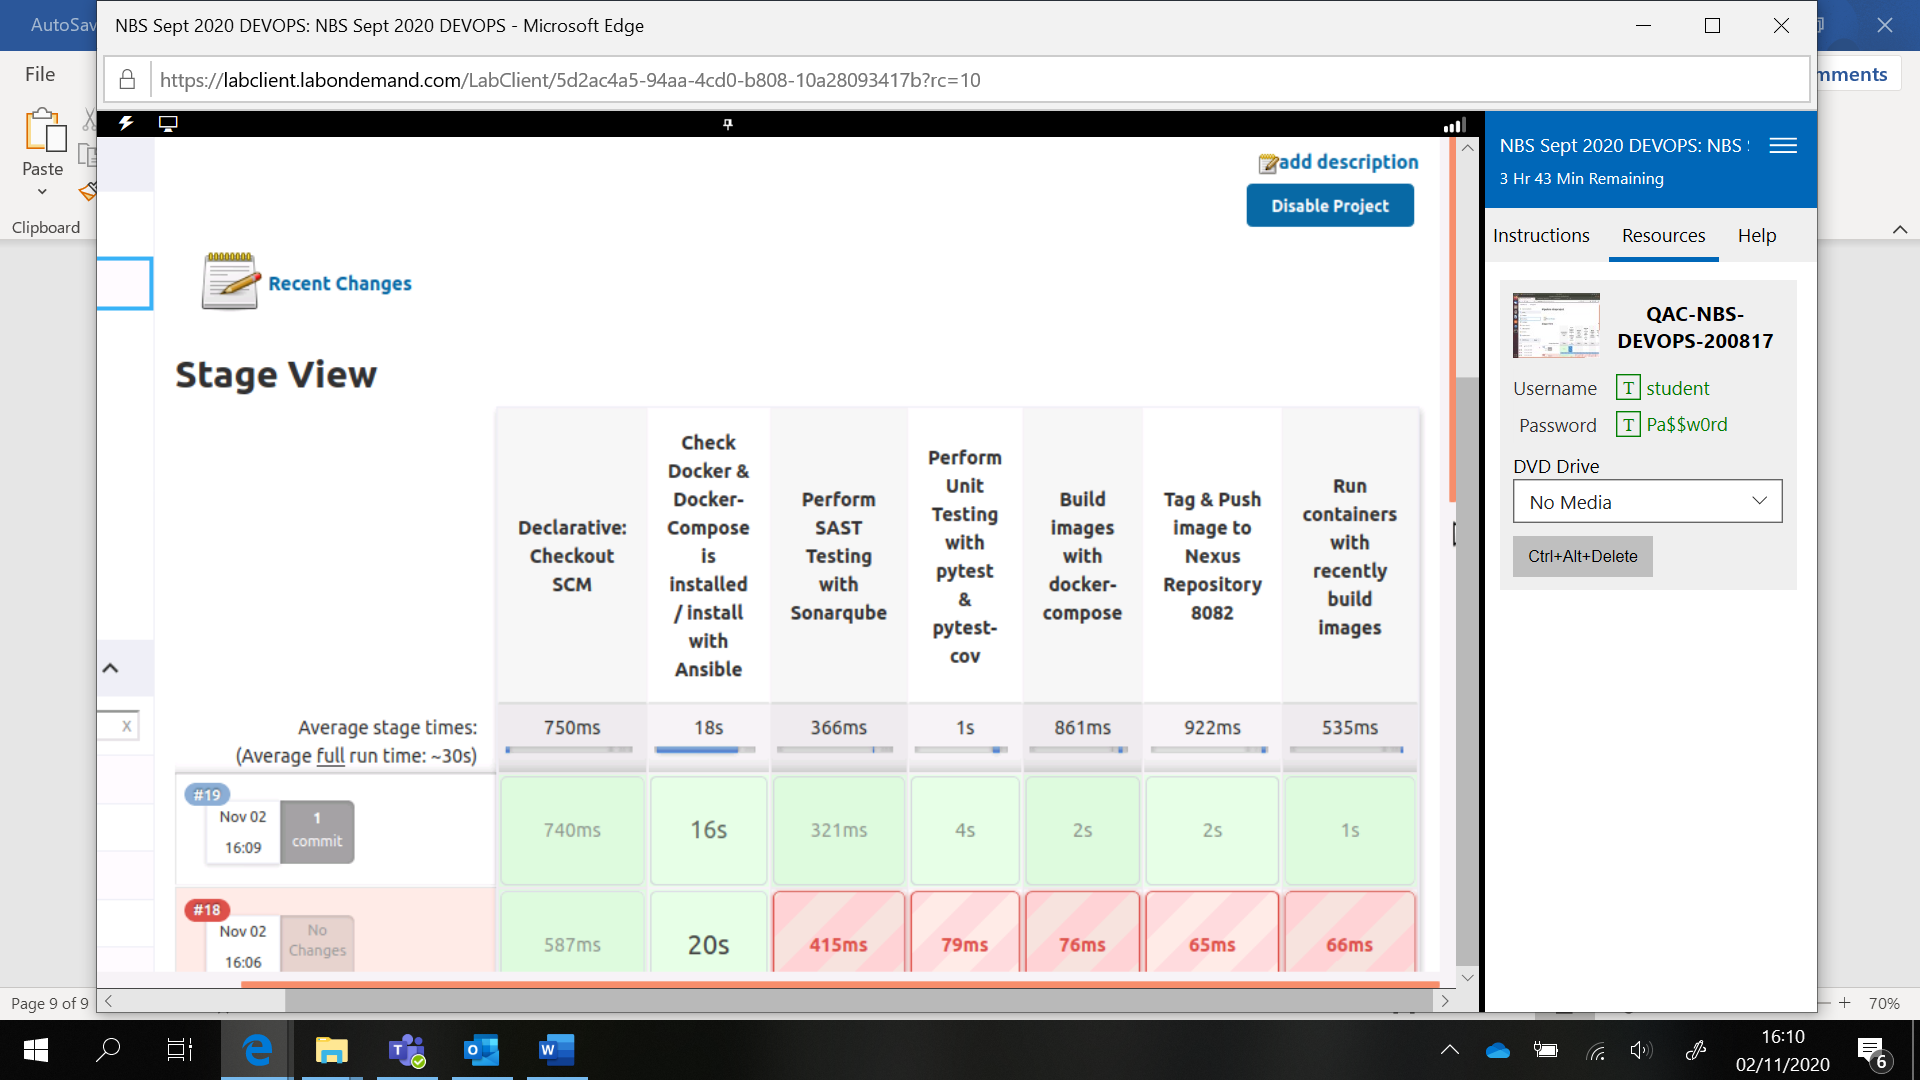 AutoSav
NBS Sept 2020 DEVOPS: NBS Sept 2020 DEVOPS - Microsoft Edge
https://labclient.labondemand.com/LabClient/5d2ac4a5-94aa-4cd0-b808-10a28093417b?rc=10
File
mments
Paste
Clipboard
add description
Disable Project
Recent Changes
Stage View
Declarative:
Checkout
SCM
Check
Docker &
Docker-
Compose
is
installed
/ install
with
Ansible
Perform
SAST
Testing
with
Sonarqube
Perform
Unit
Testing
with
pytest
&
pytest-
cov
Build
images
with
docker-
compose
Tag & Push
image to
Nexus
Repository
8082
Run
containers
with
recently
build
images
Average stage times:
(Average full run time: ~30s)
750ms 18s 366ms 1s 861ms 922ms 535ms
X
#19
Nov 02
16:09
1
commit
740ms 16s 321ms 4s 2s 2s 1s
#18
Nov 02
16:06
No
Changes
587ms 20s 415ms 79ms 76ms 65ms 66ms
NBS Sept 2020 DEVOPS: NBS
3 Hr 43 Min Remaining
Instructions Resources Help
QAC-NBS-
DEVOPS-200817
Username T student
Password T Pa$$w0rd
DVD Drive
No Media
Ctrl+Alt+Delete
Page 9 of 9
70%
16:10
02/11/2020
6